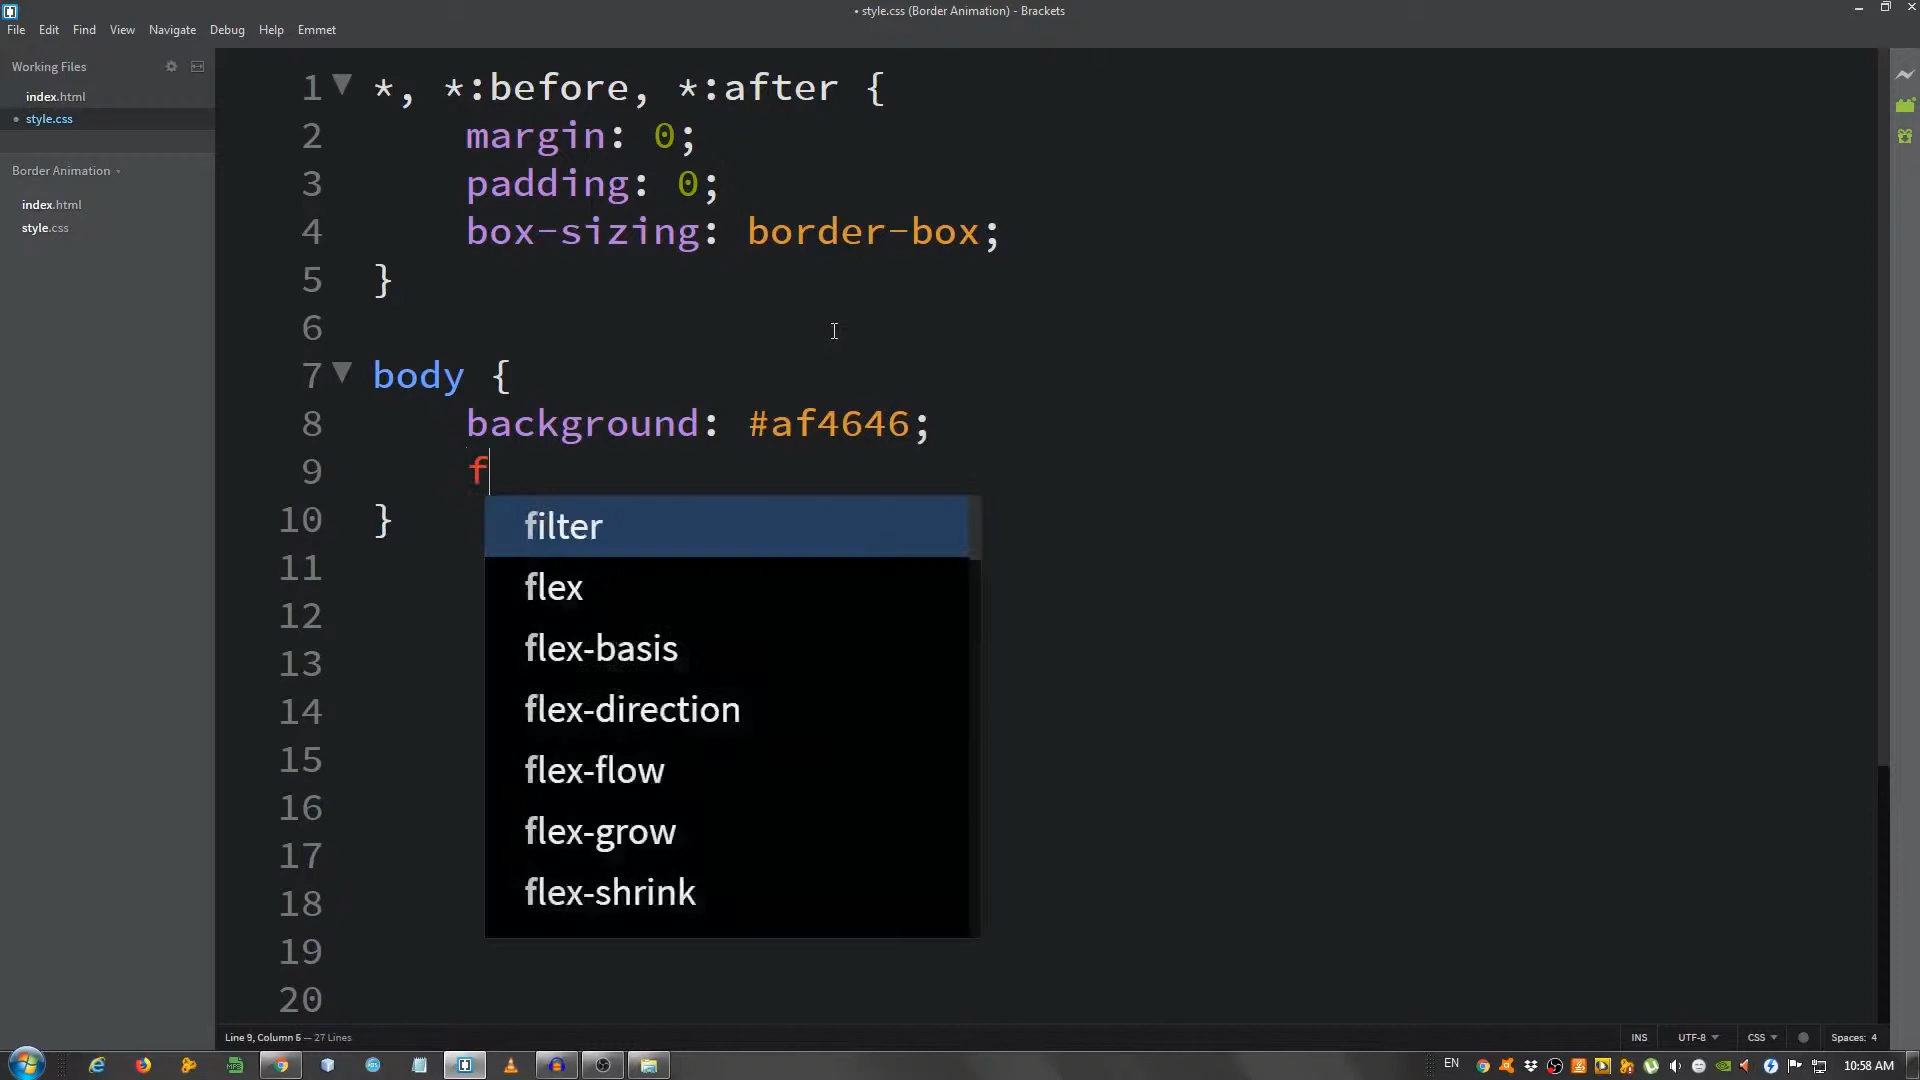 • style.css (Border Animation) - Brackets
File Edit Find View Navigate Debug Help Emmet
Working Files
index.html
• style.css
Border Animation
index.html
style.css
1 *, *:before, *:after {
2 margin: 0;
3 padding: 0;
4 box-sizing: border-box;
5 }
6
7 body {
8 background: #af4646;
9 f
10 }
11
12
13
14
15
16
17
18
19
20
filter
flex
flex-basis
flex-direction
flex-flow
flex-grow
flex-shrink
Line 9, Column 5 — 27 Lines
INS UTF-8 CSS Spaces: 4
EN 10:58 AM